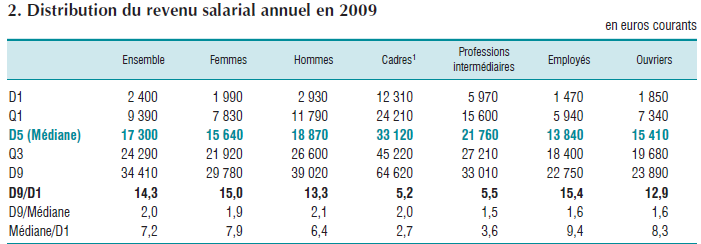 2. Distribution du revenu salarial annuel en 2009
en euros courants
Ensemble Femmes Hommes Cadres¹ Professions intermédiaires Employés Ouvriers
D1 2 400 1 990 2 930 12 310 5 970 1 470 1 850
Q1 9 390 7 830 11 790 24 210 15 600 5 940 7 340
D5 (Médiane) 17 300 15 640 18 870 33 120 21 760 13 840 15 410
Q3 24 290 21 920 26 600 45 220 27 210 18 400 19 680
D9 34 410 29 780 39 020 64 620 33 010 22 750 23 890
D9/D1 14,3 15,0 13,3 5,2 5,5 15,4 12,9
D9/Médiane 2,0 1,9 2,1 2,0 1,5 1,6 1,6
Médiane/D1 7,2 7,9 6,4 2,7 3,6 9,4 8,3